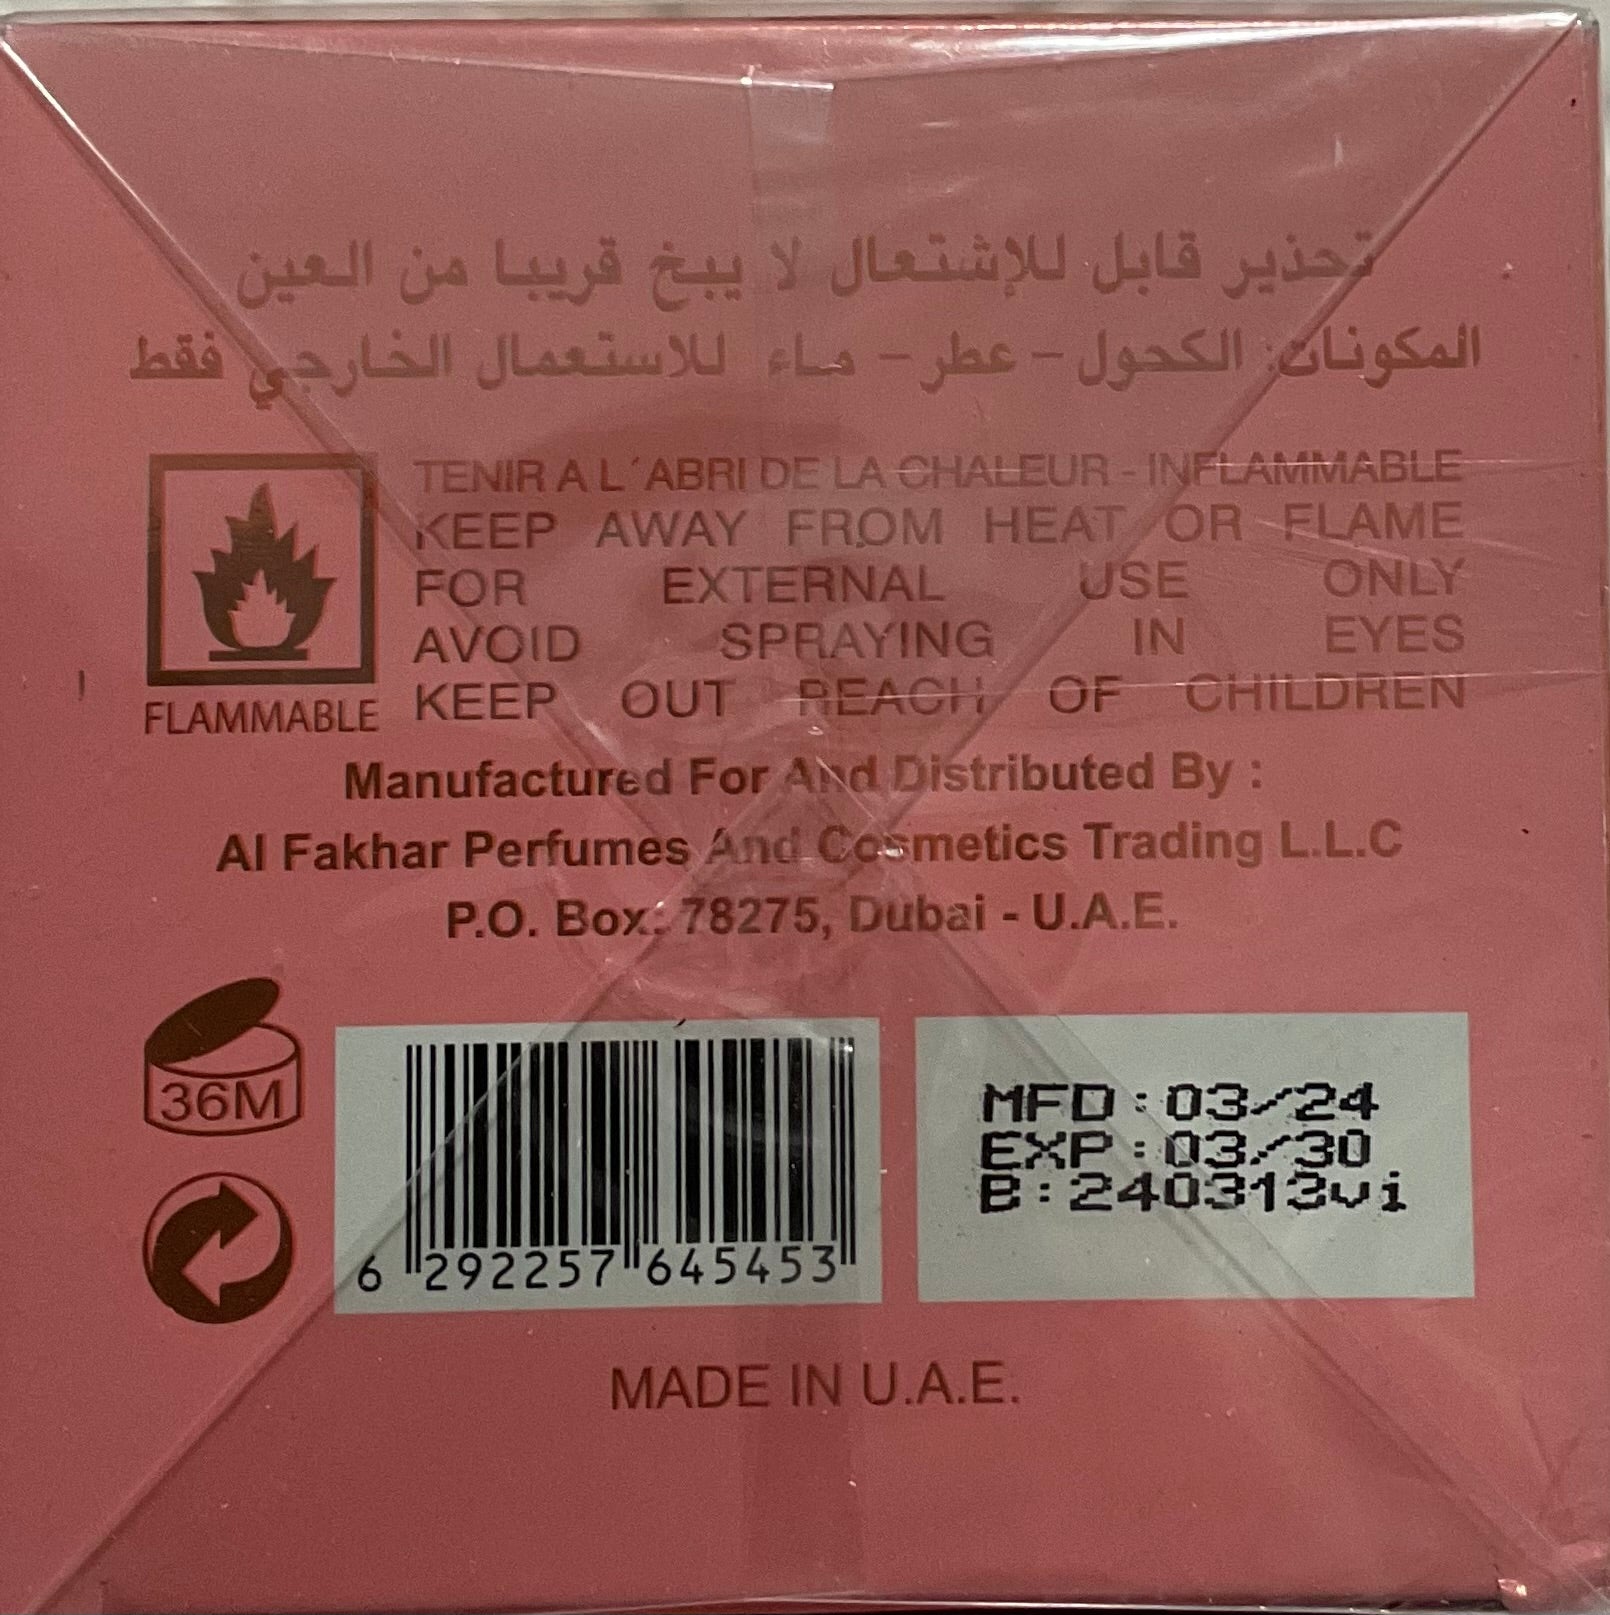 تحذير قابل للإشتعال لا يبخ قريبا من العين
المكونات: الكحول - عطر - ماء للاستعمال الخارجي فقط
TENIR A L´ABRI DE LA CHALEUR - INFLAMMABLE
KEEP AWAY FROM HEAT OR FLAME
FOR EXTERNAL USE ONLY
AVOID SPRAYING IN EYES
KEEP OUT REACH OF CHILDREN
FLAMMABLE
Manufactured For And Distributed By :
Al Fakhar Perfumes And Cosmetics Trading L.L.C
P.O. Box: 78275, Dubai - U.A.E.
36M
6 292257 645453
MFD : 03/24
EXP : 03/30
B : 240313vi
MADE IN U.A.E.